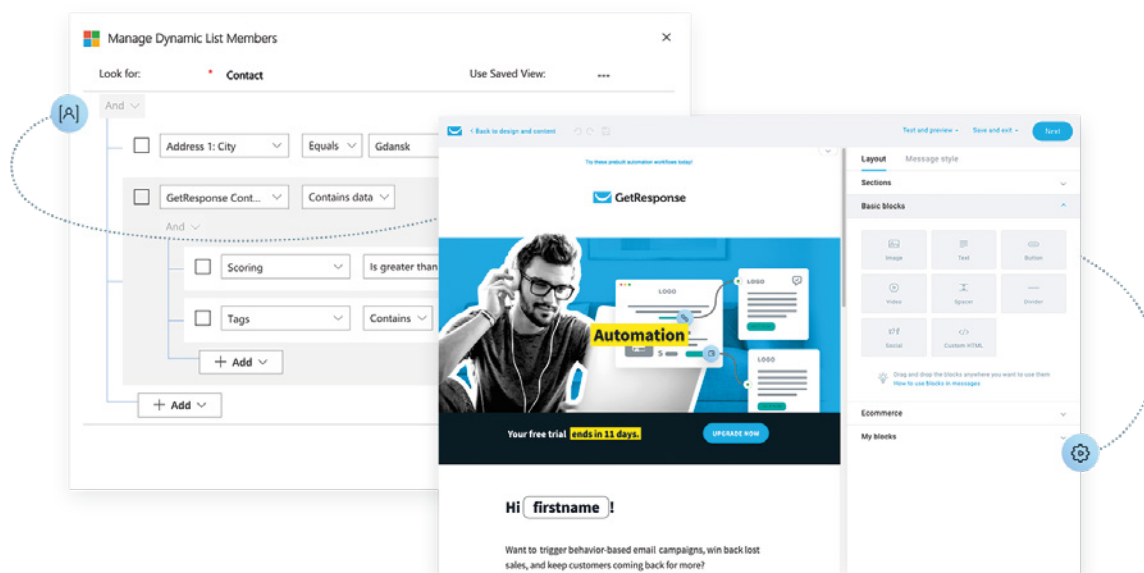 Manage Dynamic List Members
Look for: * Contact Use Saved View: ---
And
Address 1: City Equals Gdansk
GetResponse Cont... Contains data
And
Scoring Is greater than
Tags Contains
+ Add
+ Add
< Back to design and content
Test and preview Save and exit Next
Try these prebuilt automation workflows today!
GetResponse
LOGO
LOGO
Automation
S
LOGO
Your free trial ends in 11 days. UPGRADE NOW
Hi firstname !
Want to trigger behavior-based email campaigns, win back lost
sales, and keep customers coming back for more?
Layout Message style
Sections
Basic blocks
Image Text Button
Video Spacer Divider
Social Custom HTML
Drag and drop the blocks anywhere you want to use them
How to use Blocks in messages
Ecommerce
My blocks